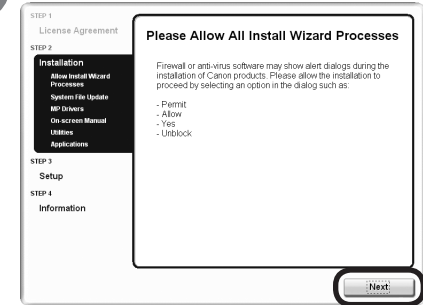 STEP 1
License Agreement
STEP 2
Installation
Allow Install Wizard
Processes
System File Update
MP Drivers
On-screen Manual
Utilities
Applications
STEP 3
Setup
STEP 4
Information
Please Allow All Install Wizard Processes
Firewall or anti-virus software may show alert dialogs during the
installation of Canon products. Please allow the installation to
proceed by selecting an option in the dialog such as:
- Permit
- Allow
- Yes
- Unblock
Next